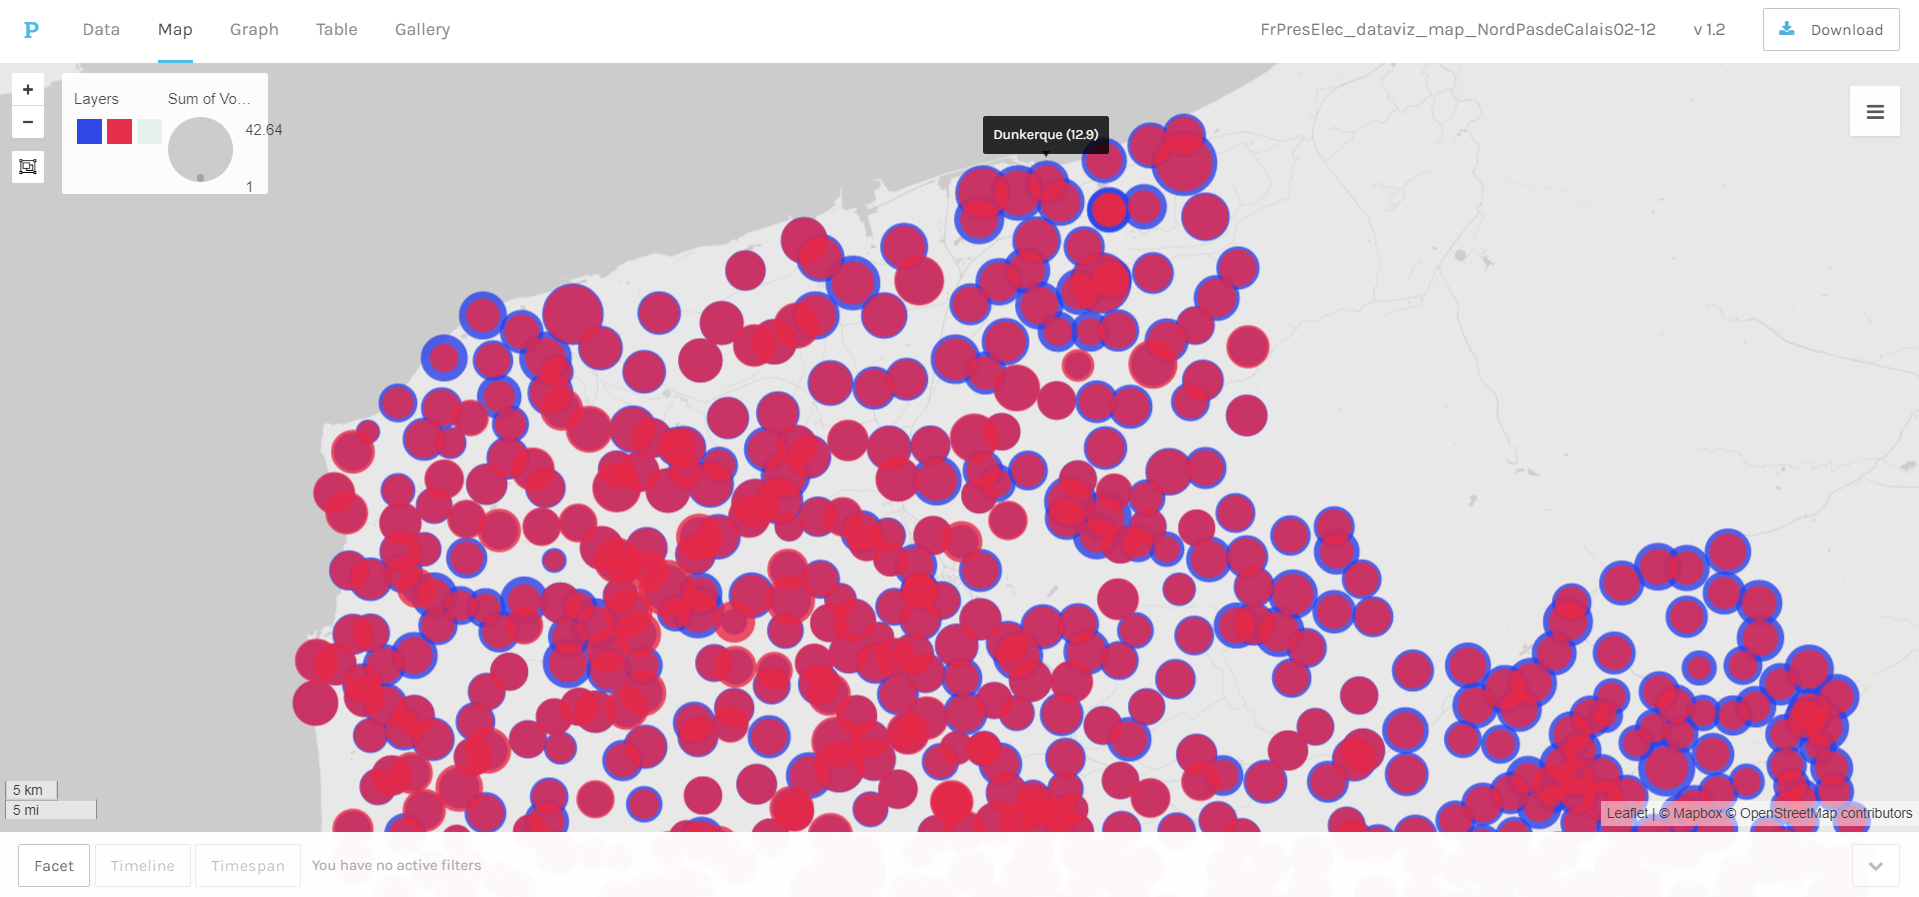 P Data Map Graph Table Gallery FrPresElec_dataviz_map_NordPasdeCalais02-12 v 1.2 Download
+
−
Layers Sum of Vo...
42.64
1
Dunkerque (12.9)
5 km
5 mi
Leaflet | © Mapbox © OpenStreetMap contributors
Facet Timeline Timespan You have no active filters